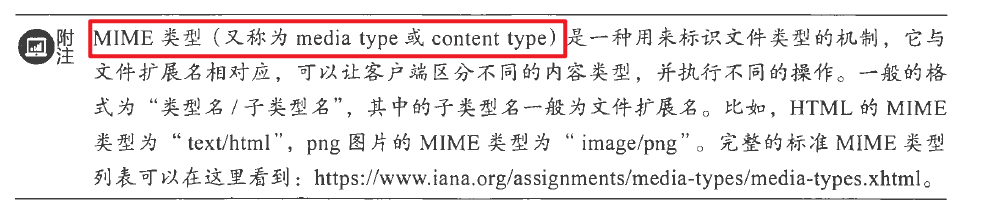 附注
MIME 类型（又称为 media type 或 content type）是一种用来标识文件类型的机制，它与
文件扩展名相对应，可以让客户端区分不同的内容类型，并执行不同的操作。一般的格
式为“类型名 / 子类型名”，其中的子类型名一般为文件扩展名。比如，HTML 的 MIME
类型为“text/html”，png 图片的 MIME 类型为“image/png”。完整的标准 MIME 类型
列表可以在这里看到：https://www.iana.org/assignments/media-types/media-types.xhtml。